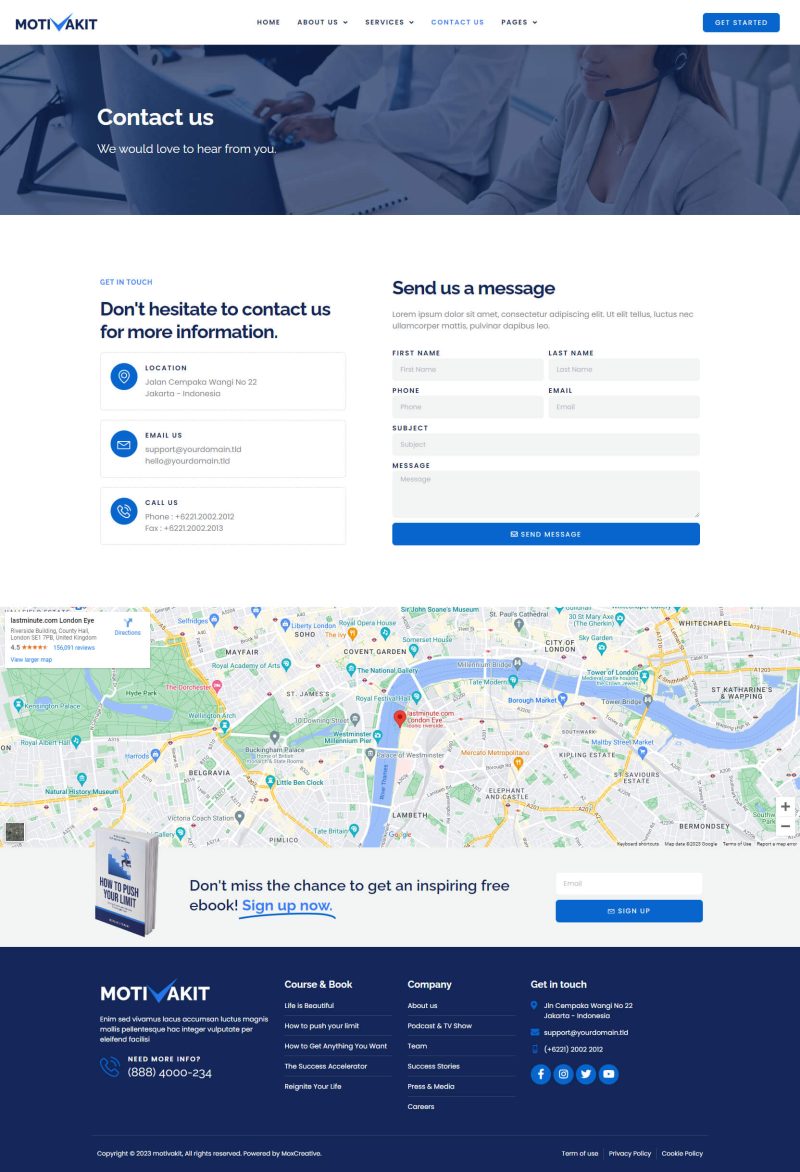 MOTIVAKIT
HOME
ABOUT US
SERVICES
CONTACT US
PAGES
GET STARTED
Contact us
We would love to hear from you.
GET IN TOUCH
Don't hesitate to contact us
for more information.
LOCATION
Jalan Cempaka Wangi No 22
Jakarta - Indonesia
EMAIL US
support@yourdomain.tld
hello@yourdomain.tld
CALL US
Phone : +6221.2002.2012
Fax : +6221.2002.2013
Send us a message
Lorem ipsum dolor sit amet, consectetur adipiscing elit. Ut elit tellus, luctus nec
ullamcorper mattis, pulvinar dapibus leo.
FIRST NAME
LAST NAME
First Name
Last Name
PHONE
EMAIL
Phone
Email
SUBJECT
Subject
MESSAGE
Message
SEND MESSAGE
lastminute.com London Eye
Riverside Building, County Hall,
London SE1 7PB, United Kingdom
4.5
156,091 reviews
View larger map
Directions
Selfridges
Liberty London
SOHO
Royal Opera House
The Ivy
Sir John Soane's Museum
St. Paul's Cathedral
30 St Mary Axe
(The Gherkin)
WHITECHAPEL
MAYFAIR
COVENT GARDEN
Somerset House
CITY OF
LONDON
Sky Garden
Royal Academy of Arts
The National Gallery
Millennium Bridge
Tate Modern
Tower of London
Medieval castle housing
the Crown Jewels
Hyde Park
The Dorchester
ST. JAMES'S
Royal Festival Hall
Borough Market
Tower Bridge
ST KATHARINE'S
& WAPPING
Kensington Palace
Wellington Arch
10 Downing Street
lastminute.com
London Eye
Iconic riverside...
Royal Albert Hall
Westminster
Millennium Pier
SOUTHWARK
Maltby Street Market
Harrods
Buckingham Palace
Home of British
monarch & State Rooms
Palace of Westminster
Mercato Metropolitano
KIPLING ESTATE
BELGRAVIA
Little Ben Clock
River Thames
ST SAVIOURS
ESTATE
Natural History Museum
ELEPHANT
AND CASTLE
Victoria Coach Station
LAMBETH
BERMONDSEY
Gallery
PIMLICO
Tate Britain
Google
Keyboard shortcuts
Map data ©2023 Google
Terms of Use
Report a map error
HOW TO PUSH
YOUR LIMIT
Don't miss the chance to get an inspiring free
ebook! Sign up now.
Email
SIGN UP
MOTIVAKIT
Enim sed vivamus lacus accumsan luctus magnis
mollis pellentesque hac integer vulputate per
eleifend facilisi
NEED MORE INFO?
(888) 4000-234
Course & Book
Life is Beautiful
How to push your limit
How to Get Anything You Want
The Success Accelerator
Reignite Your Life
Company
About us
Podcast & TV Show
Team
Success Stories
Press & Media
Careers
Get in touch
Jln Cempaka Wangi No 22
Jakarta - Indonesia
support@yourdomain.tld
(+6221) 2002 2012
Copyright © 2023 motivakit, All rights reserved. Powered by MoxCreative.
Term of use
Privacy Policy
Cookie Policy